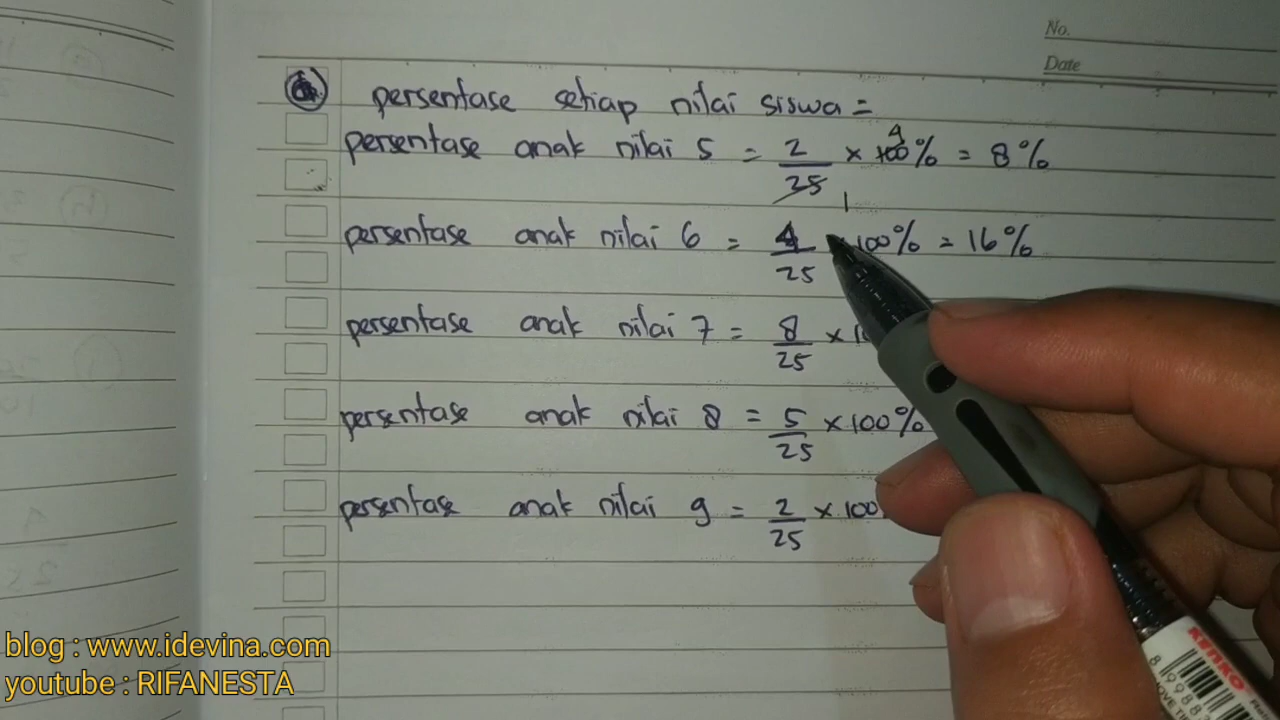 No.
Date
persentase setiap nilai siswa =
persentase anak nilai 5 = 2/25 x 100% = 8%
4
1
persentase anak nilai 6 = 4/25 x 100% = 16%
persentase anak nilai 7 = 8/25 x
persentase anak nilai 8 = 5/25 x 100%
persentase anak nilai 9 = 2/25 x 100
blog : www.idevina.com
youtube : RIFANESTA
KENKO